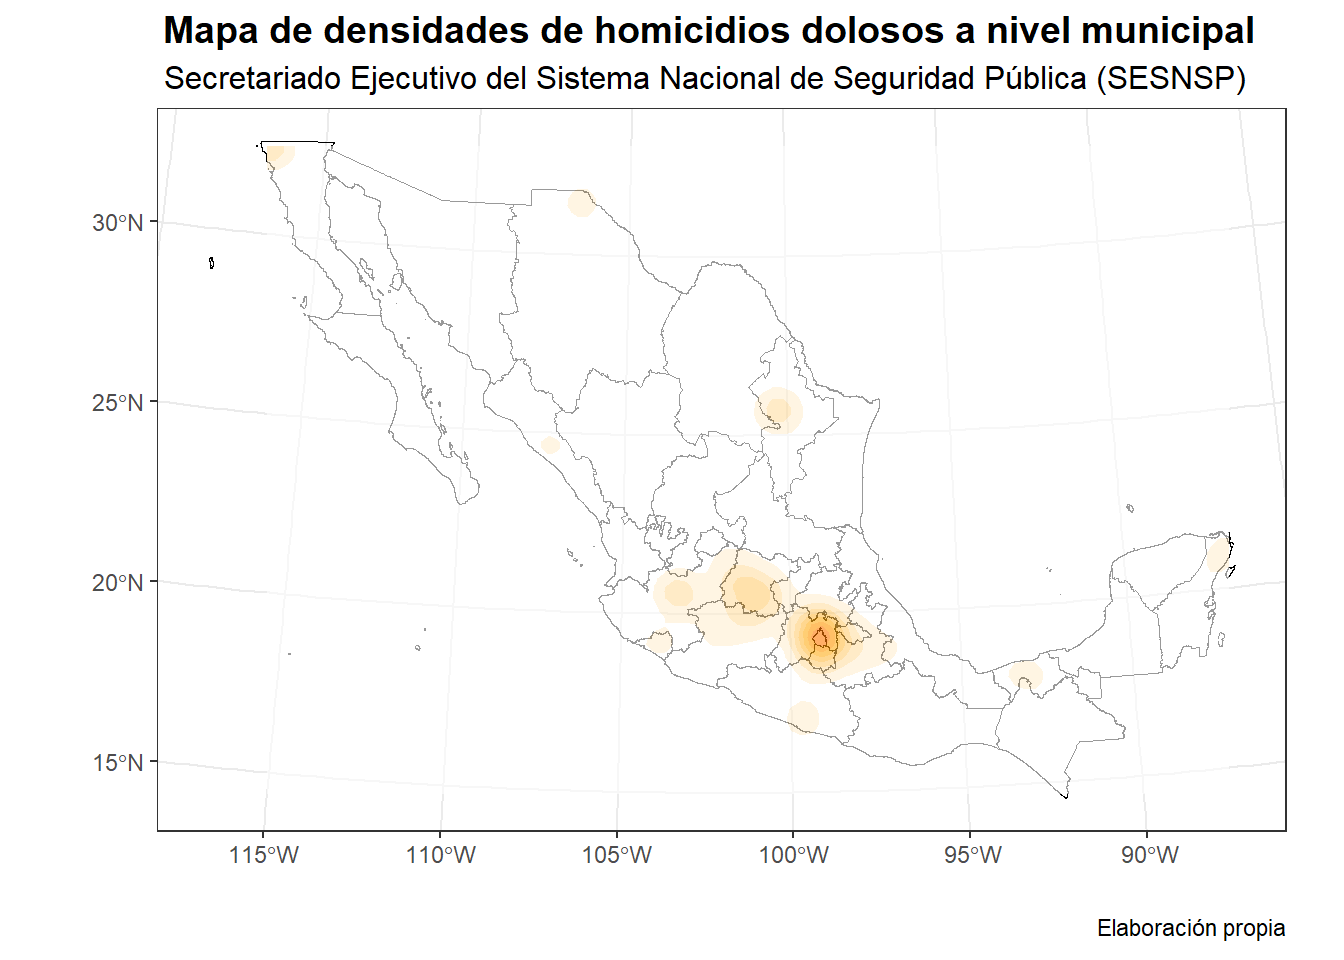 Mapa de densidades de homicidios dolosos a nivel municipal
Secretariado Ejecutivo del Sistema Nacional de Seguridad Pública (SESNSP)
30°N
25°N
20°N
15°N
115°W 110°W 105°W 100°W 95°W 90°W
Elaboración propia